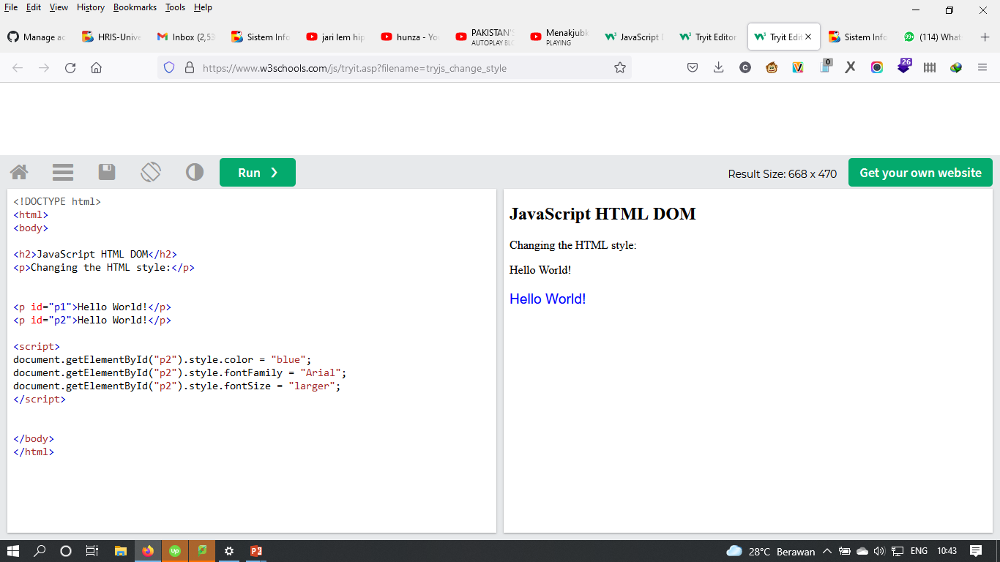 File Edit View History Bookmarks Tools Help
Manage ac HRIS-Unive Inbox (2,53 Sistem Info jari lem hip hunza - You PAKISTAN'S Menakjubk JavaScript Tryit Editor Tryit Edit Sistem Info (114) What
AUTOPLAY BLO PLAYING
https://www.w3schools.com/js/tryit.asp?filename=tryjs_change_style
0 26
Run ❯ Result Size: 668 x 470 Get your own website
<!DOCTYPE html>
<html>
<body>
<h2>JavaScript HTML DOM</h2>
<p>Changing the HTML style:</p>
<p id="p1">Hello World!</p>
<p id="p2">Hello World!</p>
<script>
document.getElementById("p2").style.color = "blue";
document.getElementById("p2").style.fontFamily = "Arial";
document.getElementById("p2").style.fontSize = "larger";
</script>
</body>
</html>
JavaScript HTML DOM
Changing the HTML style:
Hello World!
Hello World!
28°C Berawan ENG 10:43